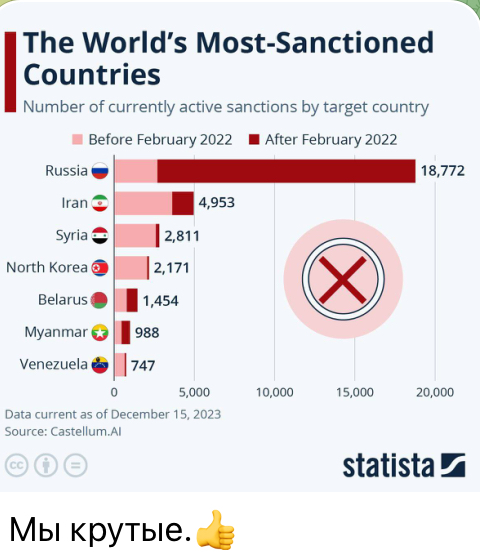 The World's Most-Sanctioned
Countries
Number of currently active sanctions by target country
Before February 2022 After February 2022
Russia 18,772
Iran 4,953
Syria 2,811
North Korea 2,171
Belarus 1,454
Myanmar 988
Venezuela 747
0 5,000 10,000 15,000 20,000
Data current as of December 15, 2023
Source: Castellum.AI
cc
statista
Мы крутые.👍